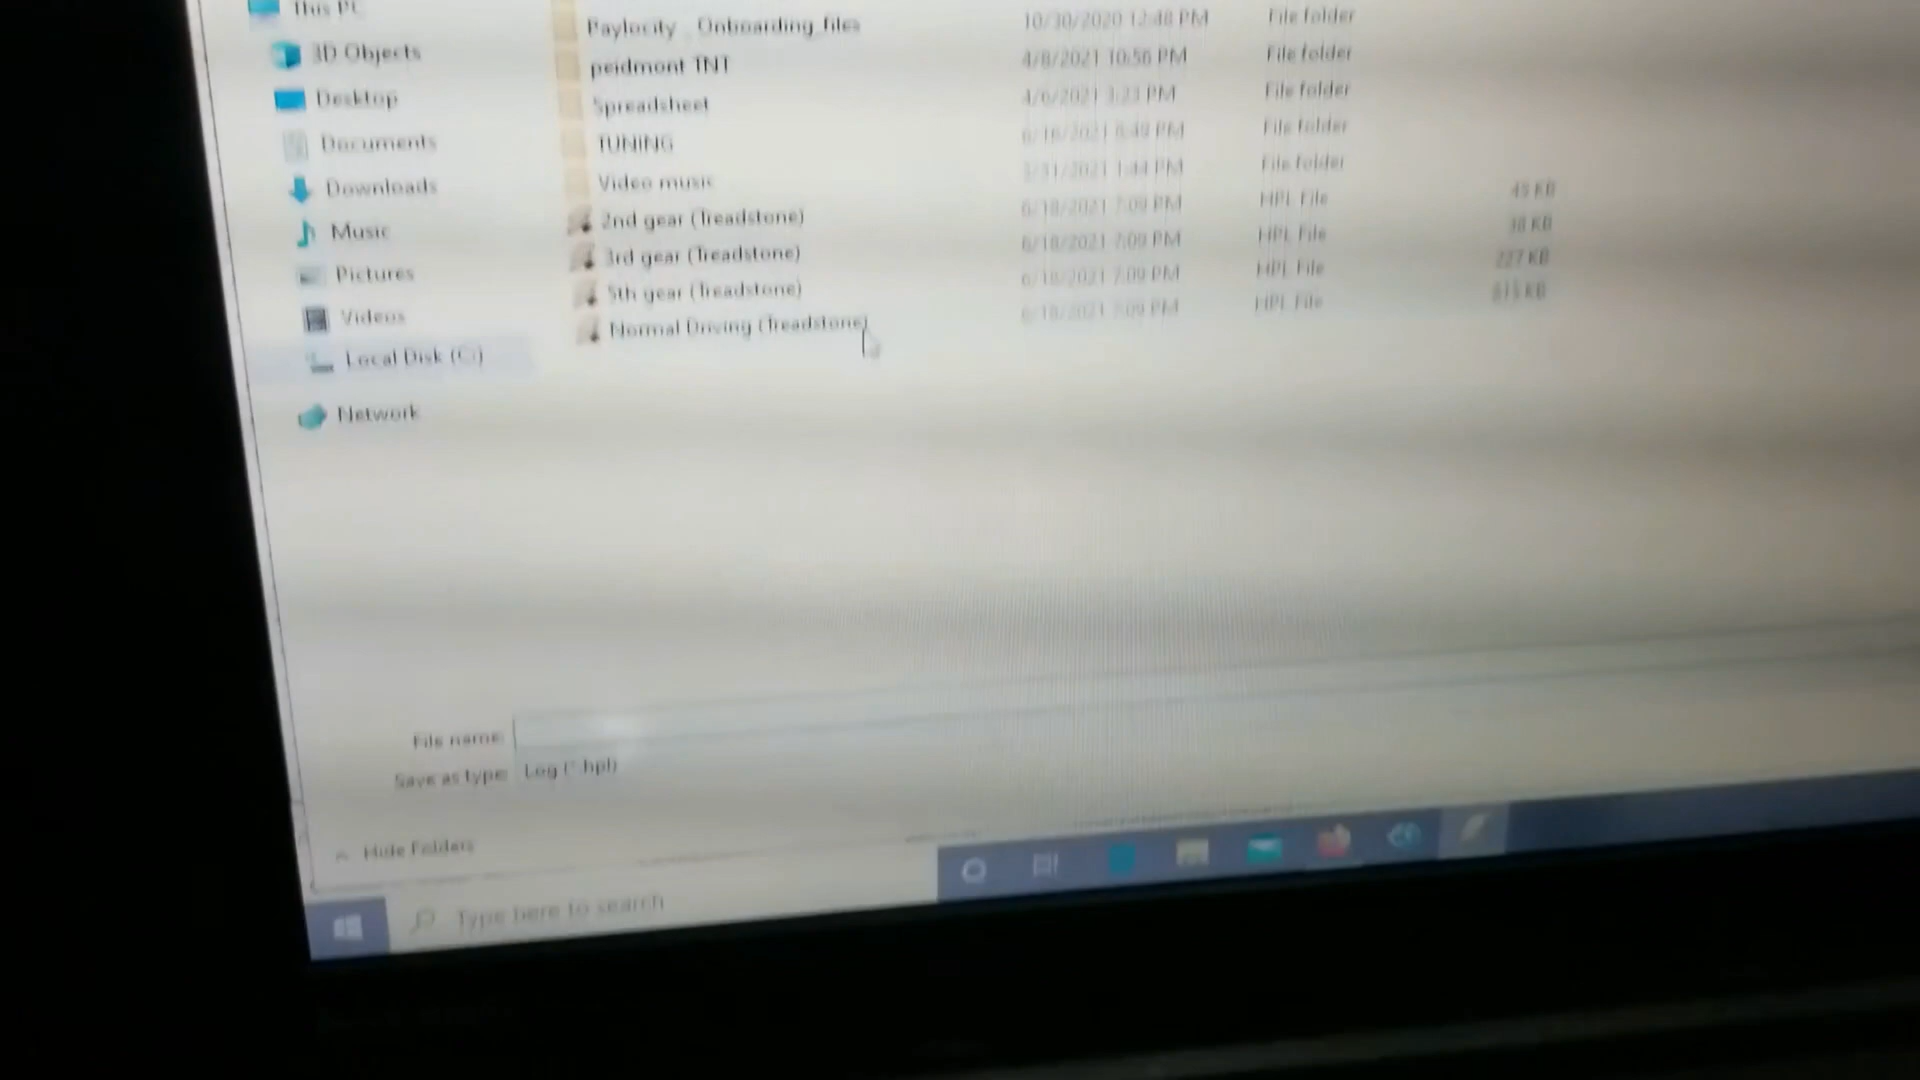 This PC
3D Objects
Desktop
Documents
Downloads
Music
Pictures
Videos
Local Disk (C:)
Network
Paylocity _ Onboarding_files 10/30/2020 12:48 PM File folder
peidmont TNT 4/8/2021 10:56 PM File folder
Spreadsheet 4/6/2021 3:23 PM File folder
TUNING 6/16/2021 8:49 PM File folder
Video music 3/31/2021 1:44 PM File folder
2nd gear (Treadstone) 6/18/2021 7:09 PM HPL File 45 KB
3rd gear (Treadstone) 6/18/2021 7:09 PM HPL File 38 KB
5th gear (Treadstone) 6/18/2021 7:09 PM HPL File 227 KB
Normal Driving (Treadstone) 6/18/2021 7:09 PM HPL File
File name:
Save as type: Log (*.hpl)
Hide Folders
Type here to search